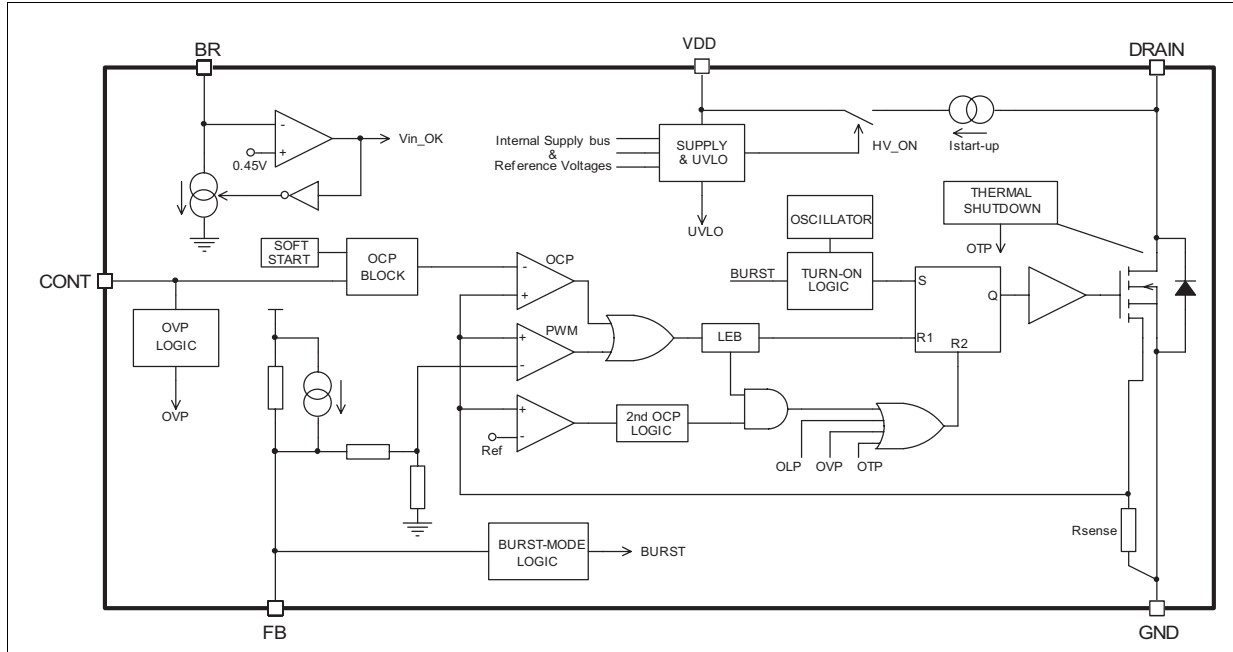 BR
VDD
DRAIN
-
+
0.45V
Vin_OK
Internal Supply bus
&
Reference Voltages
SUPPLY
& UVLO
HV_ON
Istart-up
UVLO
THERMAL
SHUTDOWN
OTP
OSCILLATOR
SOFT
START
OCP
BLOCK
CONT
OVP
LOGIC
OVP
-
+
OCP
BURST
TURN-ON
LOGIC
S
Q
R1
R2
+
-
PWM
LEB
+
-
Ref
2nd OCP
LOGIC
OLP
OVP
OTP
Rsense
BURST-MODE
LOGIC
BURST
FB
GND